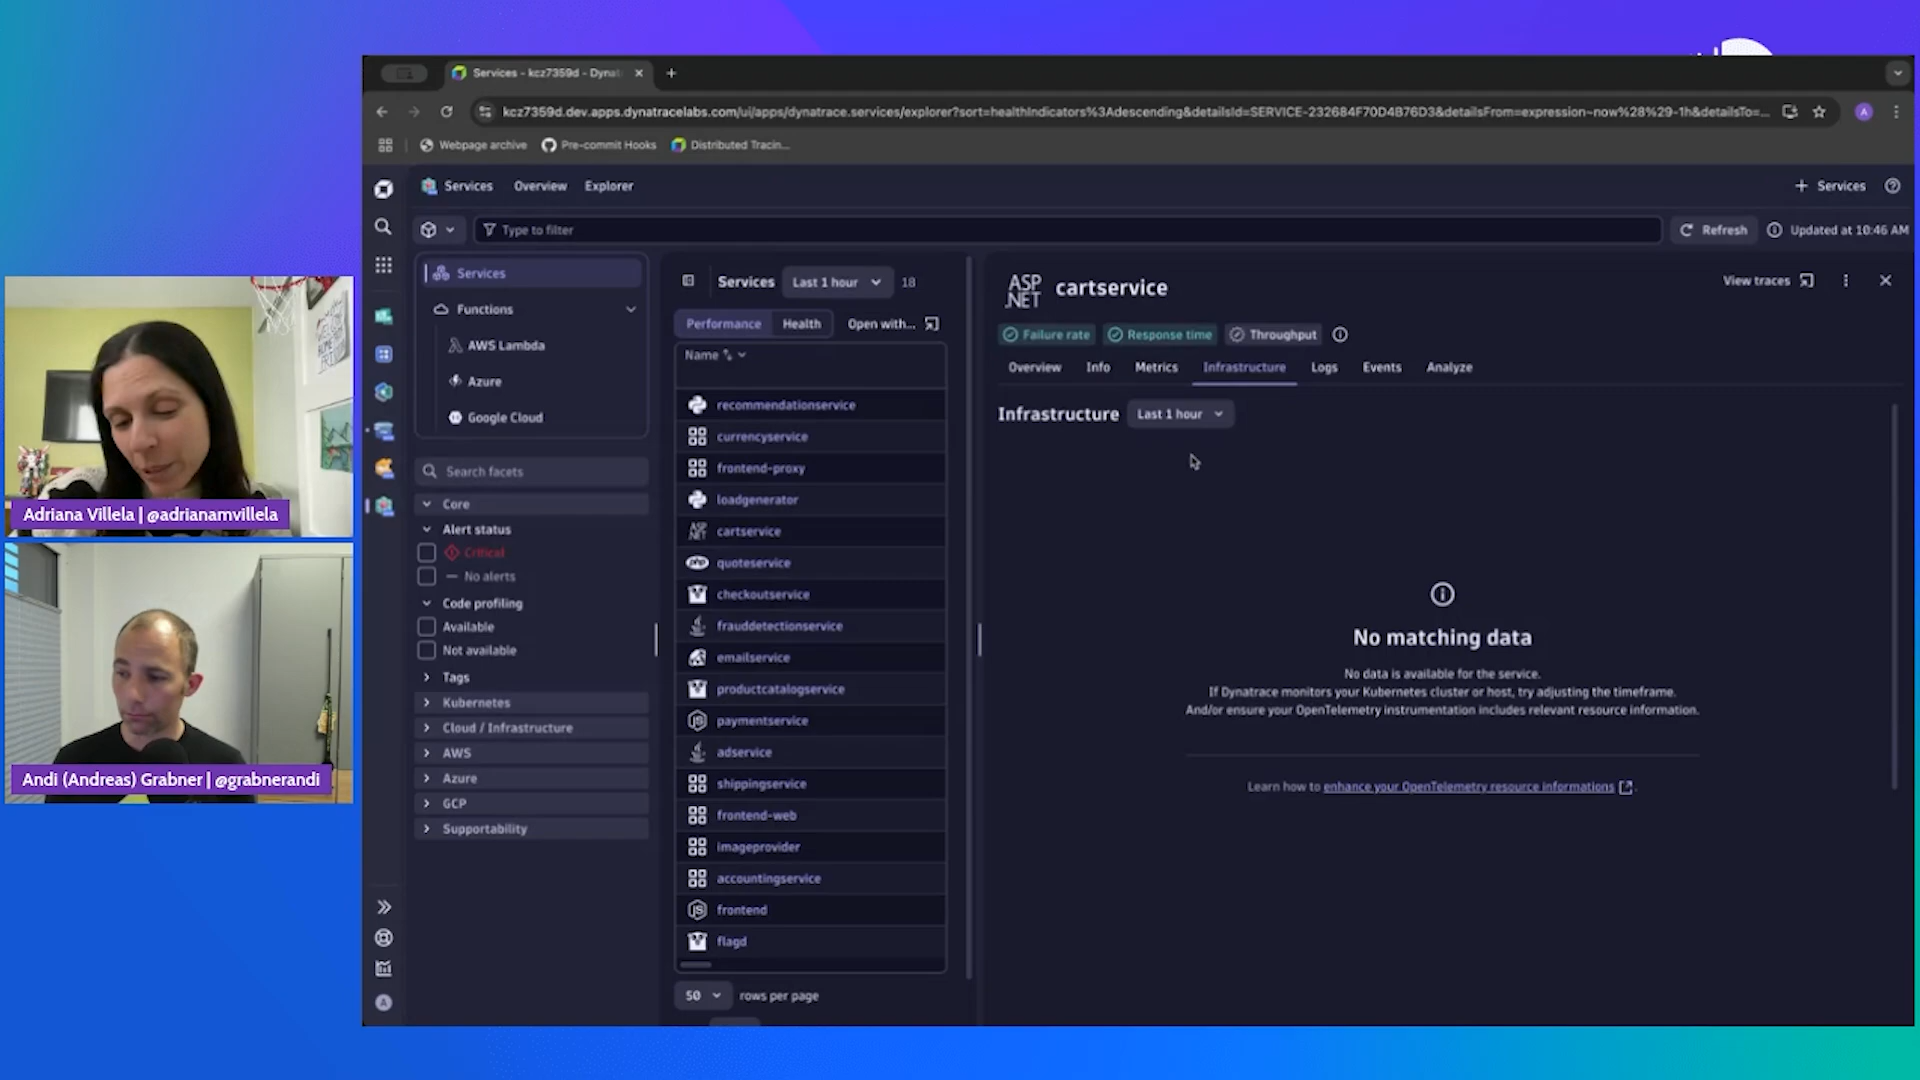 Services - kcz7359d - Dynat
kcz7359d.dev.apps.dynatracelabs.com/ui/apps/dynatrace.services/explorer?sort=healthIndicators%3Adescending&detailsId=SERVICE-232684F70D4B76D3&detailsFrom=expression~now%28%29-1h&detailsTo=...
A
Webpage archive
Pre-commit Hooks
Distributed Tracin...
Services
Overview
Explorer
+ Services
Type to filter
Refresh
Updated at 10:46 AM
Services
Functions
AWS Lambda
Azure
Google Cloud
Search facets
Core
Alert status
Critical
No alerts
Code profiling
Available
Not available
Tags
Kubernetes
Cloud / Infrastructure
AWS
Azure
GCP
Supportability
A
Services
Last 1 hour
18
Performance
Health
Open with...
Name
recommendationservice
currencyservice
frontend-proxy
loadgenerator
ASP .NET cartservice
php quoteservice
checkoutservice
frauddetectionservice
emailservice
productcatalogservice
JS paymentservice
adservice
shippingservice
frontend-web
imageprovider
accountingservice
JS frontend
flagd
50
rows per page
ASP .NET
cartservice
View traces
Failure rate
Response time
Throughput
Overview
Info
Metrics
Infrastructure
Logs
Events
Analyze
Infrastructure
Last 1 hour
No matching data
No data is available for the service.
If Dynatrace monitors your Kubernetes cluster or host, try adjusting the timeframe.
And/or ensure your OpenTelemetry instrumentation includes relevant resource information.
Learn how to enhance your OpenTelemetry resource informations.
Adriana Villela | @adrianamvillela
Andi (Andreas) Grabner | @grabnerandi